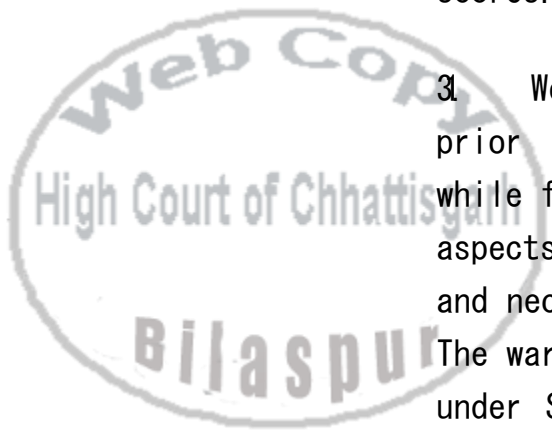 Web Copy
High Court of Chhattisgarh
Bilaspur
31. We
prior
while f
aspects
and nec
The war
under S